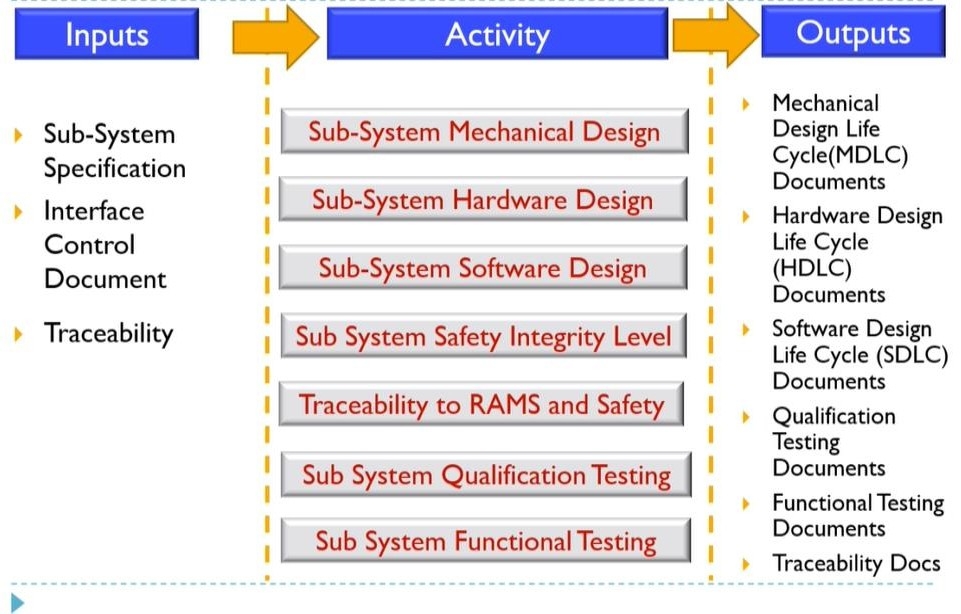 Inputs
Activity
Outputs
Sub-System
Specification
Interface
Control
Document
Traceability
Sub-System Mechanical Design
Sub-System Hardware Design
Sub-System Software Design
Sub System Safety Integrity Level
Traceability to RAMS and Safety
Sub System Qualification Testing
Sub System Functional Testing
Mechanical
Design Life
Cycle(MDLC)
Documents
Hardware Design
Life Cycle
(HDLC)
Documents
Software Design
Life Cycle (SDLC)
Documents
Qualification
Testing
Documents
Functional Testing
Documents
Traceability Docs